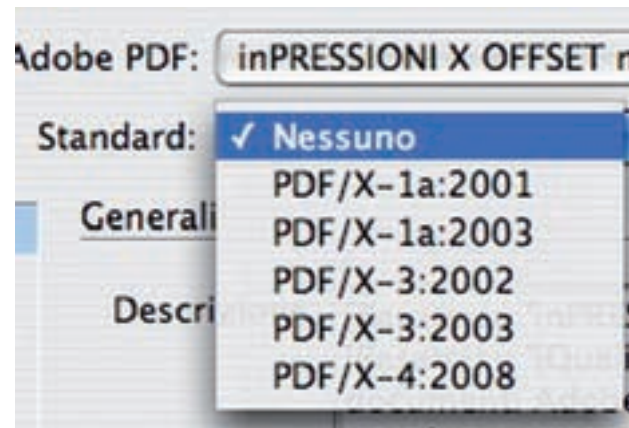 Adobe PDF: inPRESSIONI X OFFSET
Standard: ✓ Nessuno
PDF/X-1a:2001
PDF/X-1a:2003
Generali
PDF/X-3:2002
PDF/X-3:2003
PDF/X-4:2008